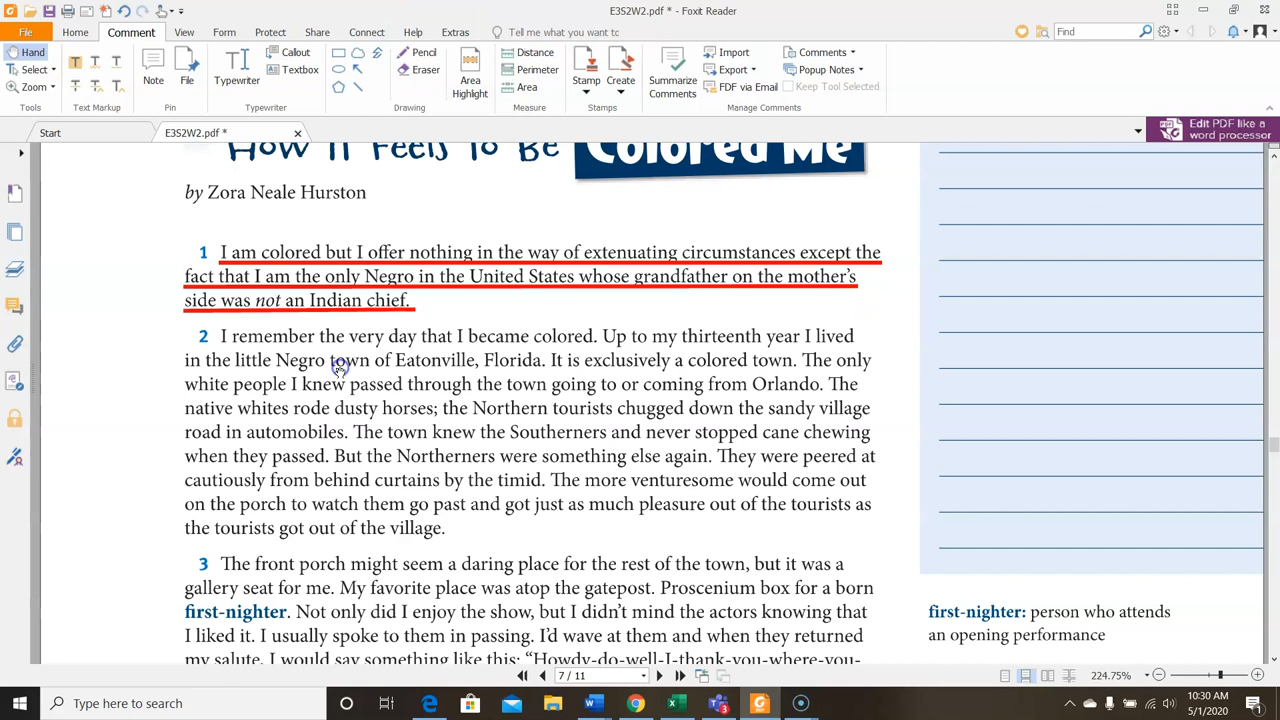 E3S2W2.pdf * - Foxit Reader
File Home Comment View Form Protect Share Connect Help Extras Tell me what you want to Find
Hand
Select
Zoom
Tools
T T T
T T T
Text Markup
Note File
Pin
Typewriter
Callout
Textbox
Typewriter
Pencil
Eraser
Drawing
Area
Highlight
Distance
Perimeter
Area
Measure
Stamp Create
Stamps
Summarize
Comments
Import
Export
FDF via Email
Comments
Popup Notes
Keep Tool Selected
Manage Comments
Start E3S2W2.pdf *
Edit PDF like a
word processor
How It Feels To Be Colored Me
by Zora Neale Hurston
1 I am colored but I offer nothing in the way of extenuating circumstances except the
fact that I am the only Negro in the United States whose grandfather on the mother's
side was not an Indian chief.
2 I remember the very day that I became colored. Up to my thirteenth year I lived
in the little Negro town of Eatonville, Florida. It is exclusively a colored town. The only
white people I knew passed through the town going to or coming from Orlando. The
native whites rode dusty horses; the Northern tourists chugged down the sandy village
road in automobiles. The town knew the Southerners and never stopped cane chewing
when they passed. But the Northerners were something else again. They were peered at
cautiously from behind curtains by the timid. The more venturesome would come out
on the porch to watch them go past and got just as much pleasure out of the tourists as
the tourists got out of the village.
3 The front porch might seem a daring place for the rest of the town, but it was a
gallery seat for me. My favorite place was atop the gatepost. Proscenium box for a born
first-nighter. Not only did I enjoy the show, but I didn't mind the actors knowing that
I liked it. I usually spoke to them in passing. I'd wave at them and when they returned
my salute, I would say something like this: “Howdy-do-well-I-thank-you-where-you-
first-nighter: person who attends
an opening performance
7 / 11
224.75%
Type here to search
3
10:30 AM
5/1/2020
1